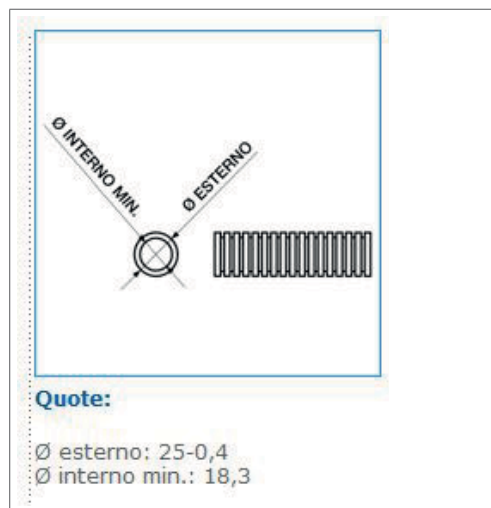 Ø INTERNO MIN.
Ø ESTERNO
Quote:
Ø esterno: 25-0,4
Ø interno min.: 18,3